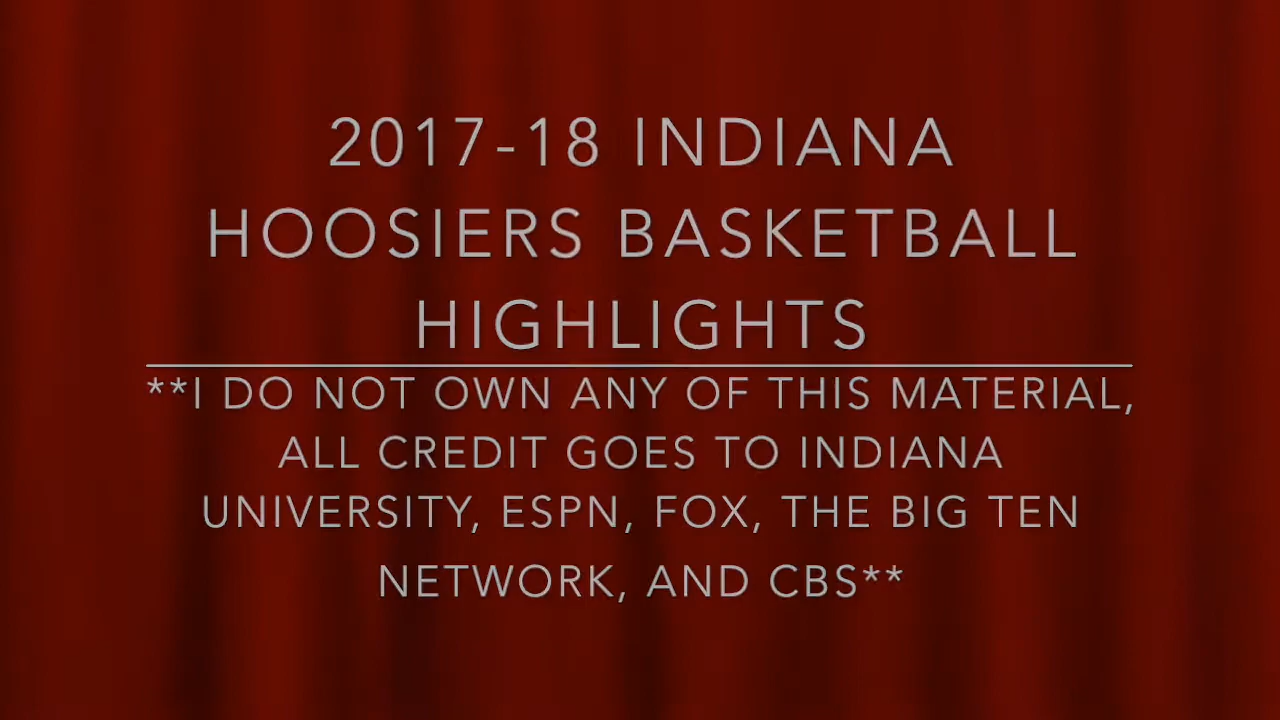 2017-18 INDIANA
HOOSIERS BASKETBALL
HIGHLIGHTS
**I DO NOT OWN ANY OF THIS MATERIAL,
ALL CREDIT GOES TO INDIANA
UNIVERSITY, ESPN, FOX, THE BIG TEN
NETWORK, AND CBS**